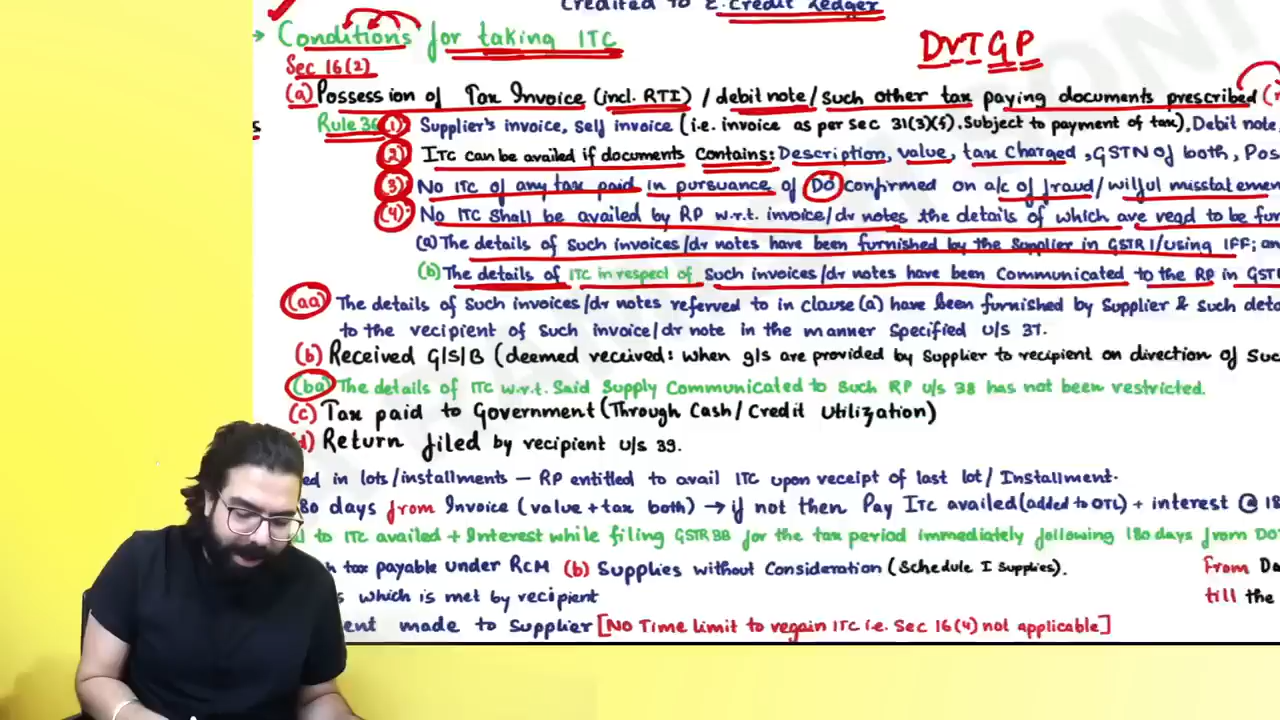 Credited to E. Credit Ledger
→ Conditions for taking ITC
DVTGP
Sec 16(2)
(a) Possession of Tax Invoice (incl. RTI) / debit note / such other tax paying documents prescribed
Rule 36 (1) Supplier's invoice, Self invoice (i.e. invoice as per sec 31(3)(f). Subject to payment of tax), Debit note,
(2) ITC can be availed if documents Contains: Description, value, tax Charged, GSTN of both, Pos
(3) No ITC of any tax paid in pursuance of DO confirmed on a/c of fraud/ wilful misstatemen
(4) No ITC Shall be availed by RP w.r.t. invoice/dr notes the details of which are reqd to be fur
(a) The details of Such invoices/dr notes have been furnished by the Supplier in GSTR 1/using IFF; an
(b) The details of ITC in respect of Such invoices/dr notes have been Communicated to the RP in GST
(aa) The details of Such invoices/dr notes referred to in clause (a) have been furnished by Supplier & such deta
to the recipient of Such invoice/dr note in the manner Specified u/s 37.
(b) Received G/S/B (deemed received: when g/s are provided by Supplier to recipient on direction of Suc
(ba) The details of ITC w.r.t. Said Supply Communicated to Such RP u/s 38 has not been restricted.
(c) Tax paid to Government (Through Cash/ Credit Utilization)
(d) Return filed by recipient u/s 39.
ed in lots/installments – RP entitled to avail ITC upon receipt of last lot/ Installment.
80 days from Invoice (value + tax both) → if not then Pay ITC availed (added to OTL) + interest @ 18
to ITC availed + Interest while filing GSTR 3B for the tax period immediately following 180 days from DO
tax payable under RCM (b) Supplies without Consideration (Schedule I Supplies).
From Da
which is met by recipient
till the
ent made to Supplier [No Time limit to regain ITC i.e. Sec 16(4) not applicable]